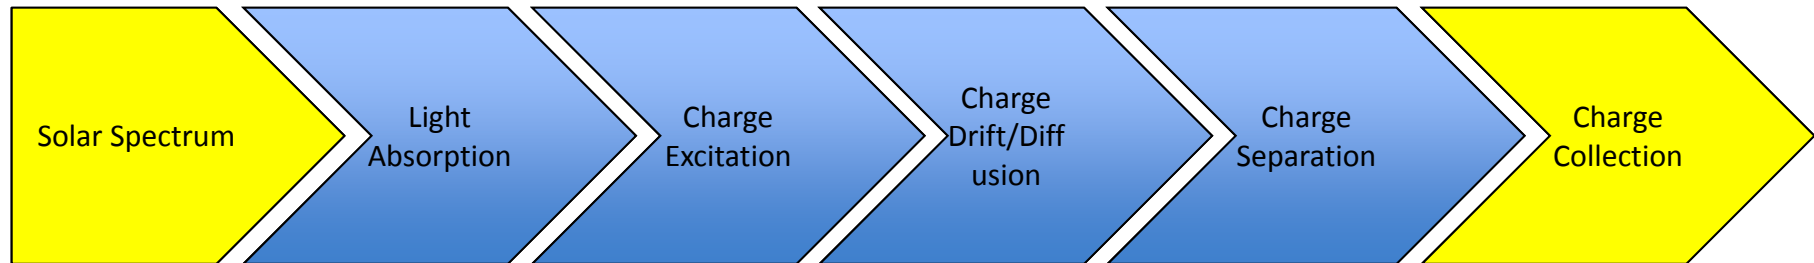 Solar Spectrum
Light
Absorption
Charge
Excitation
Charge
Drift/Diff
usion
Charge
Separation
Charge
Collection